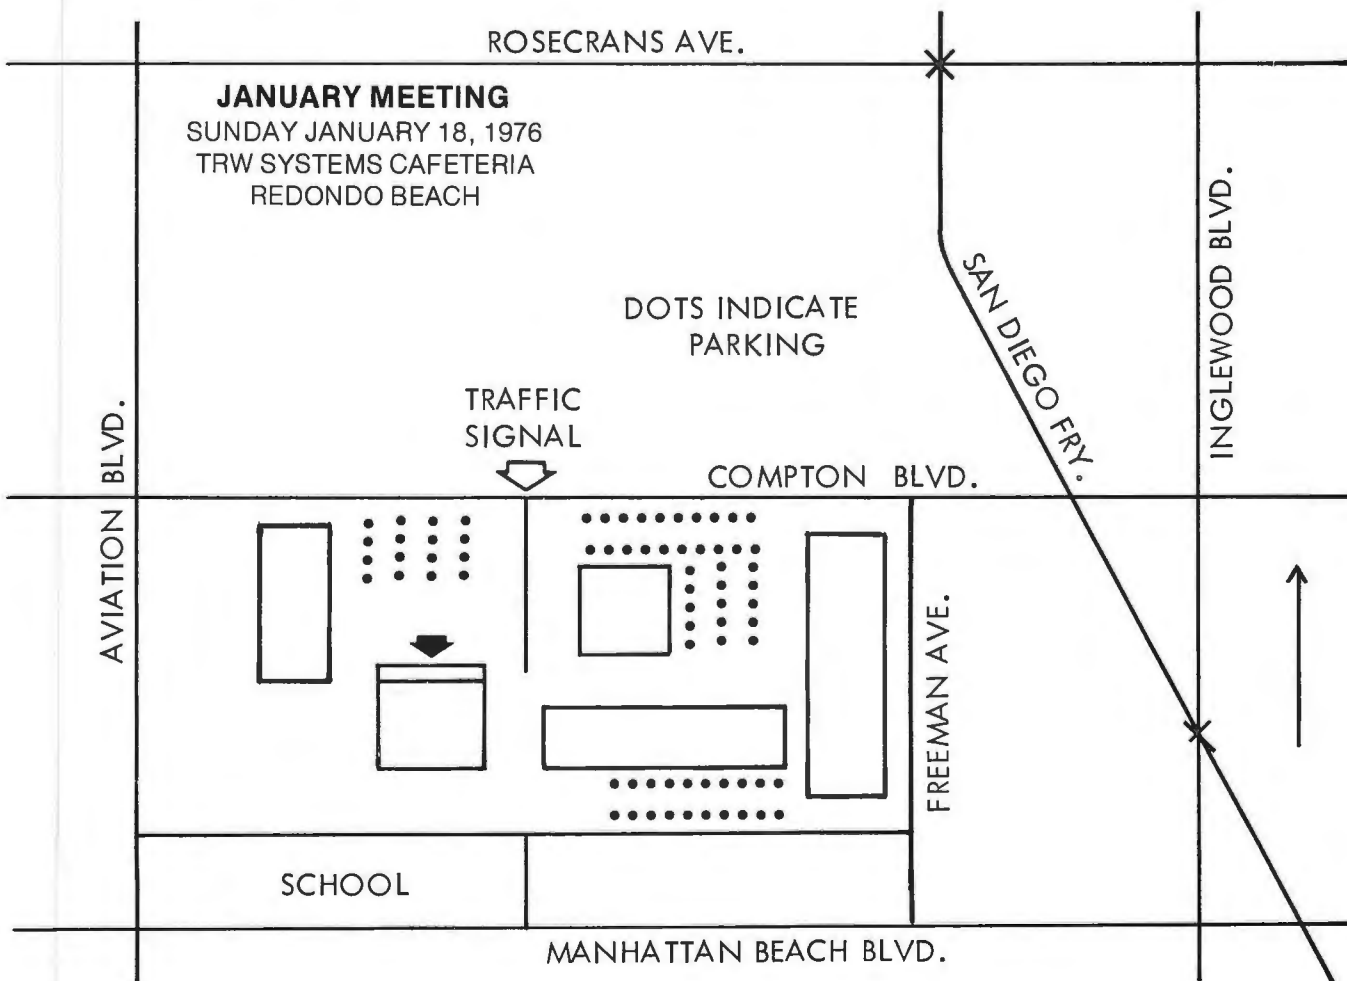 ROSECRANS AVE.
JANUARY MEETING
SUNDAY JANUARY 18, 1976
TRW SYSTEMS CAFETERIA
REDONDO BEACH
INGLEWOOD BLVD.
SAN DIEGO FRY.
DOTS INDICATE
PARKING
TRAFFIC
SIGNAL
COMPTON BLVD.
AVIATION BLVD.
FREEMAN AVE.
SCHOOL
MANHATTAN BEACH BLVD.